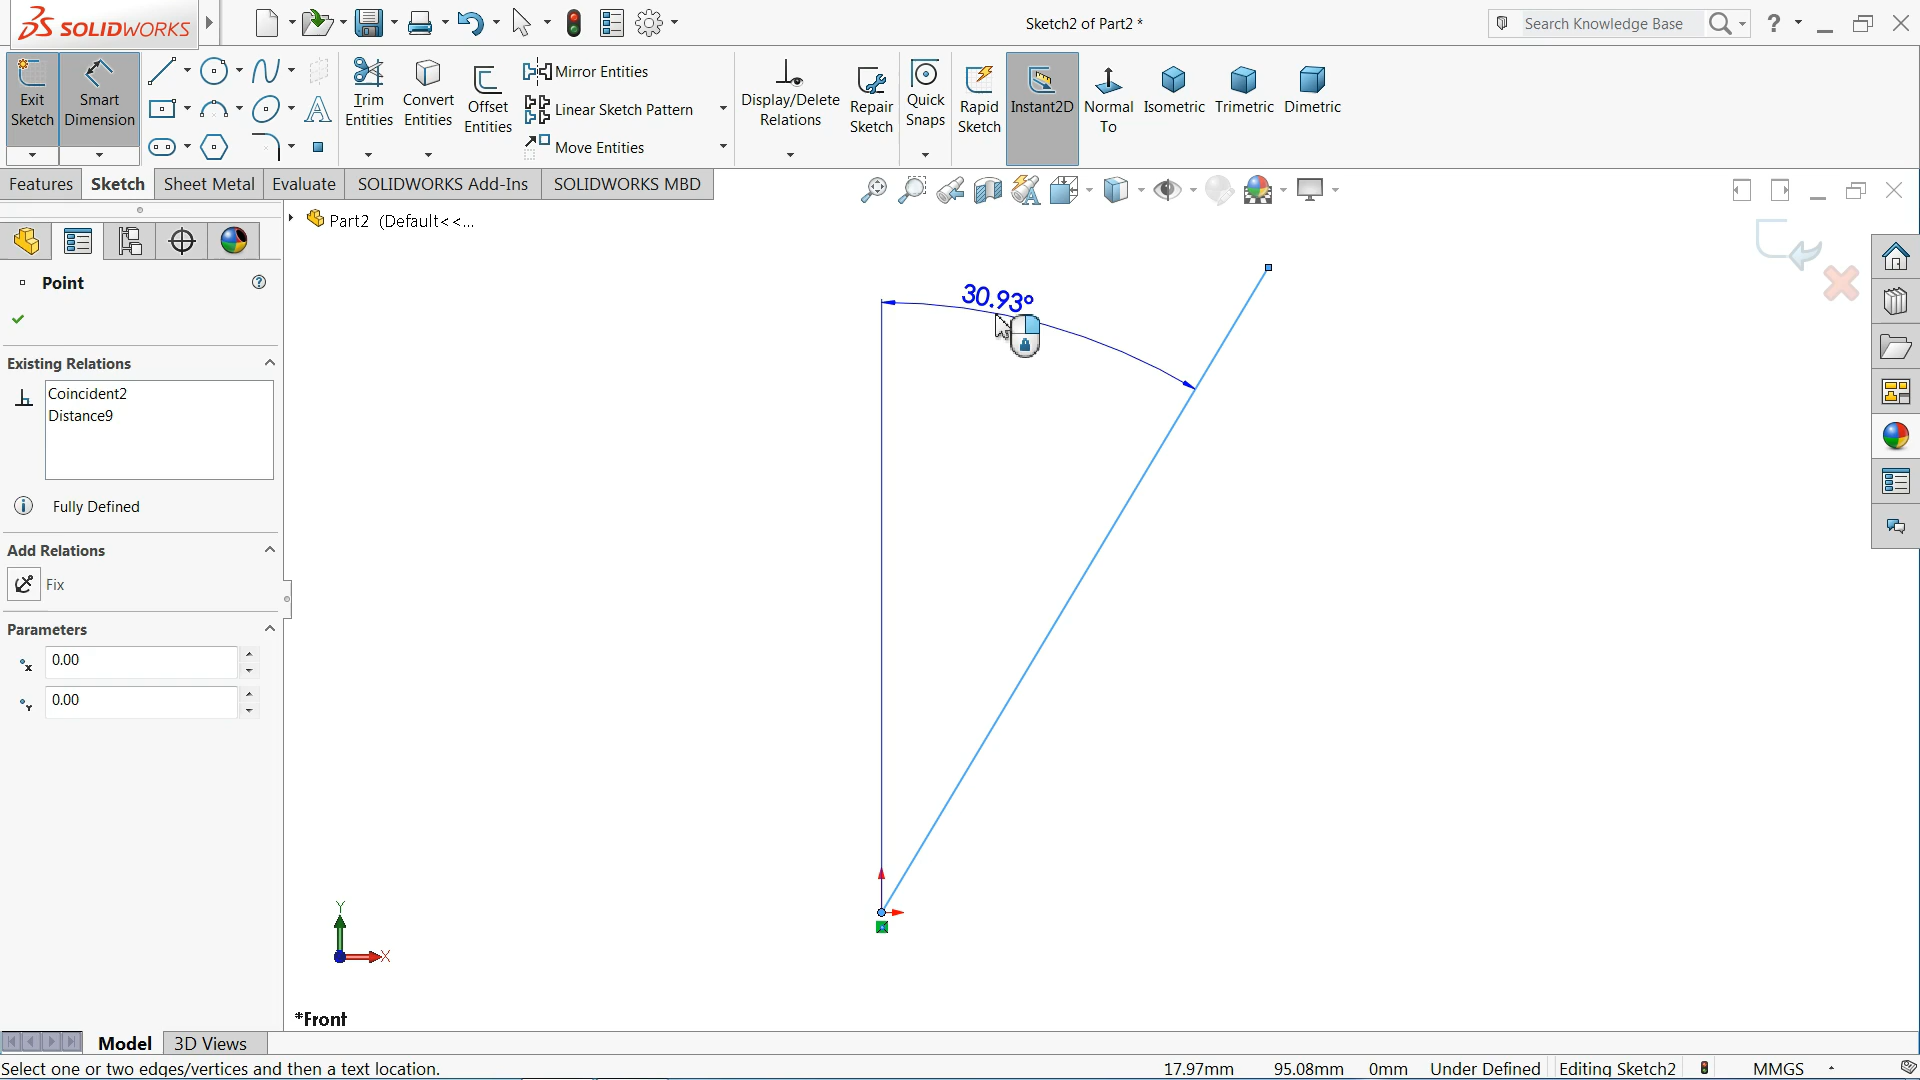 SOLIDWORKS
Sketch2 of Part2 *
Search Knowledge Base
?
Exit
Sketch
Smart
Dimension
Trim
Entities
Convert
Entities
Offset
Entities
Mirror Entities
Linear Sketch Pattern
Move Entities
Display/Delete
Relations
Repair
Sketch
Quick
Snaps
Rapid
Sketch
Instant2D
Normal
To
Isometric
Trimetric
Dimetric
Features
Sketch
Sheet Metal
Evaluate
SOLIDWORKS Add-Ins
SOLIDWORKS MBD
Part2 (Default<<...
Point
?
Existing Relations
Coincident2
Distance9
Fully Defined
Add Relations
Fix
Parameters
x
0.00
Y
0.00
30.93°
Y
X
*Front
Model
3D Views
Select one or two edges/vertices and then a text location.
17.97mm
95.08mm
0mm
Under Defined
Editing Sketch2
MMGS